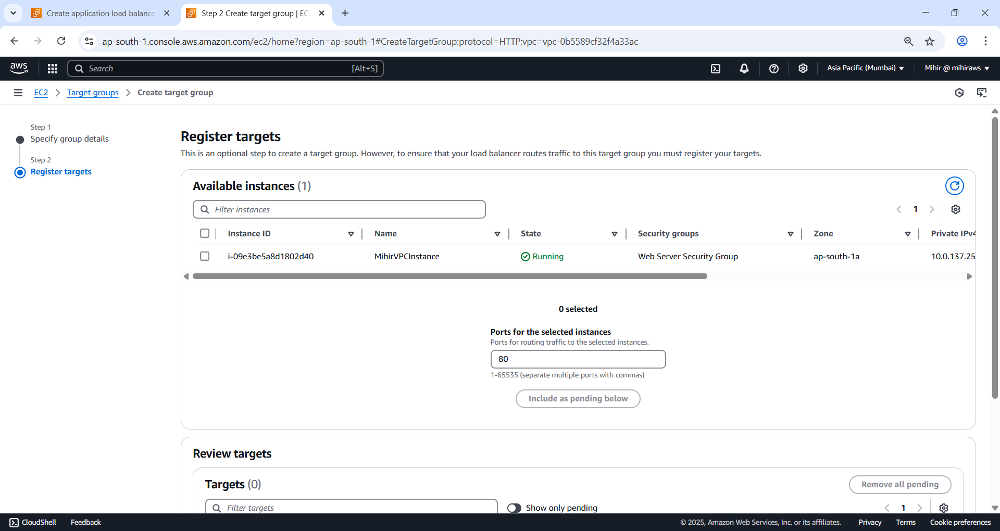 Create application load balance
Step 2 Create target group | EC
ap-south-1.console.aws.amazon.com/ec2/home?region=ap-south-1#CreateTargetGroup:protocol=HTTP;vpc=vpc-0b5589cf32f4a33ac
aws
Search
[Alt+S]
Asia Pacific (Mumbai)
Mihir @ mihiraws
EC2
Target groups
Create target group
Step 1
Specify group details
Step 2
Register targets
Register targets
This is an optional step to create a target group. However, to ensure that your load balancer routes traffic to this target group you must register your targets.
Available instances (1)
Filter instances
1
Instance ID
Name
State
Security groups
Zone
Private IPv4
i-09e3be5a8d1802d40
MihirVPCInstance
Running
Web Server Security Group
ap-south-1a
10.0.137.25
0 selected
Ports for the selected instances
Ports for routing traffic to the selected instances.
80
1-65535 (separate multiple ports with commas)
Include as pending below
Review targets
Targets (0)
Remove all pending
Filter targets
Show only pending
1
CloudShell
Feedback
© 2025, Amazon Web Services, Inc. or its affiliates.
Privacy
Terms
Cookie preferences